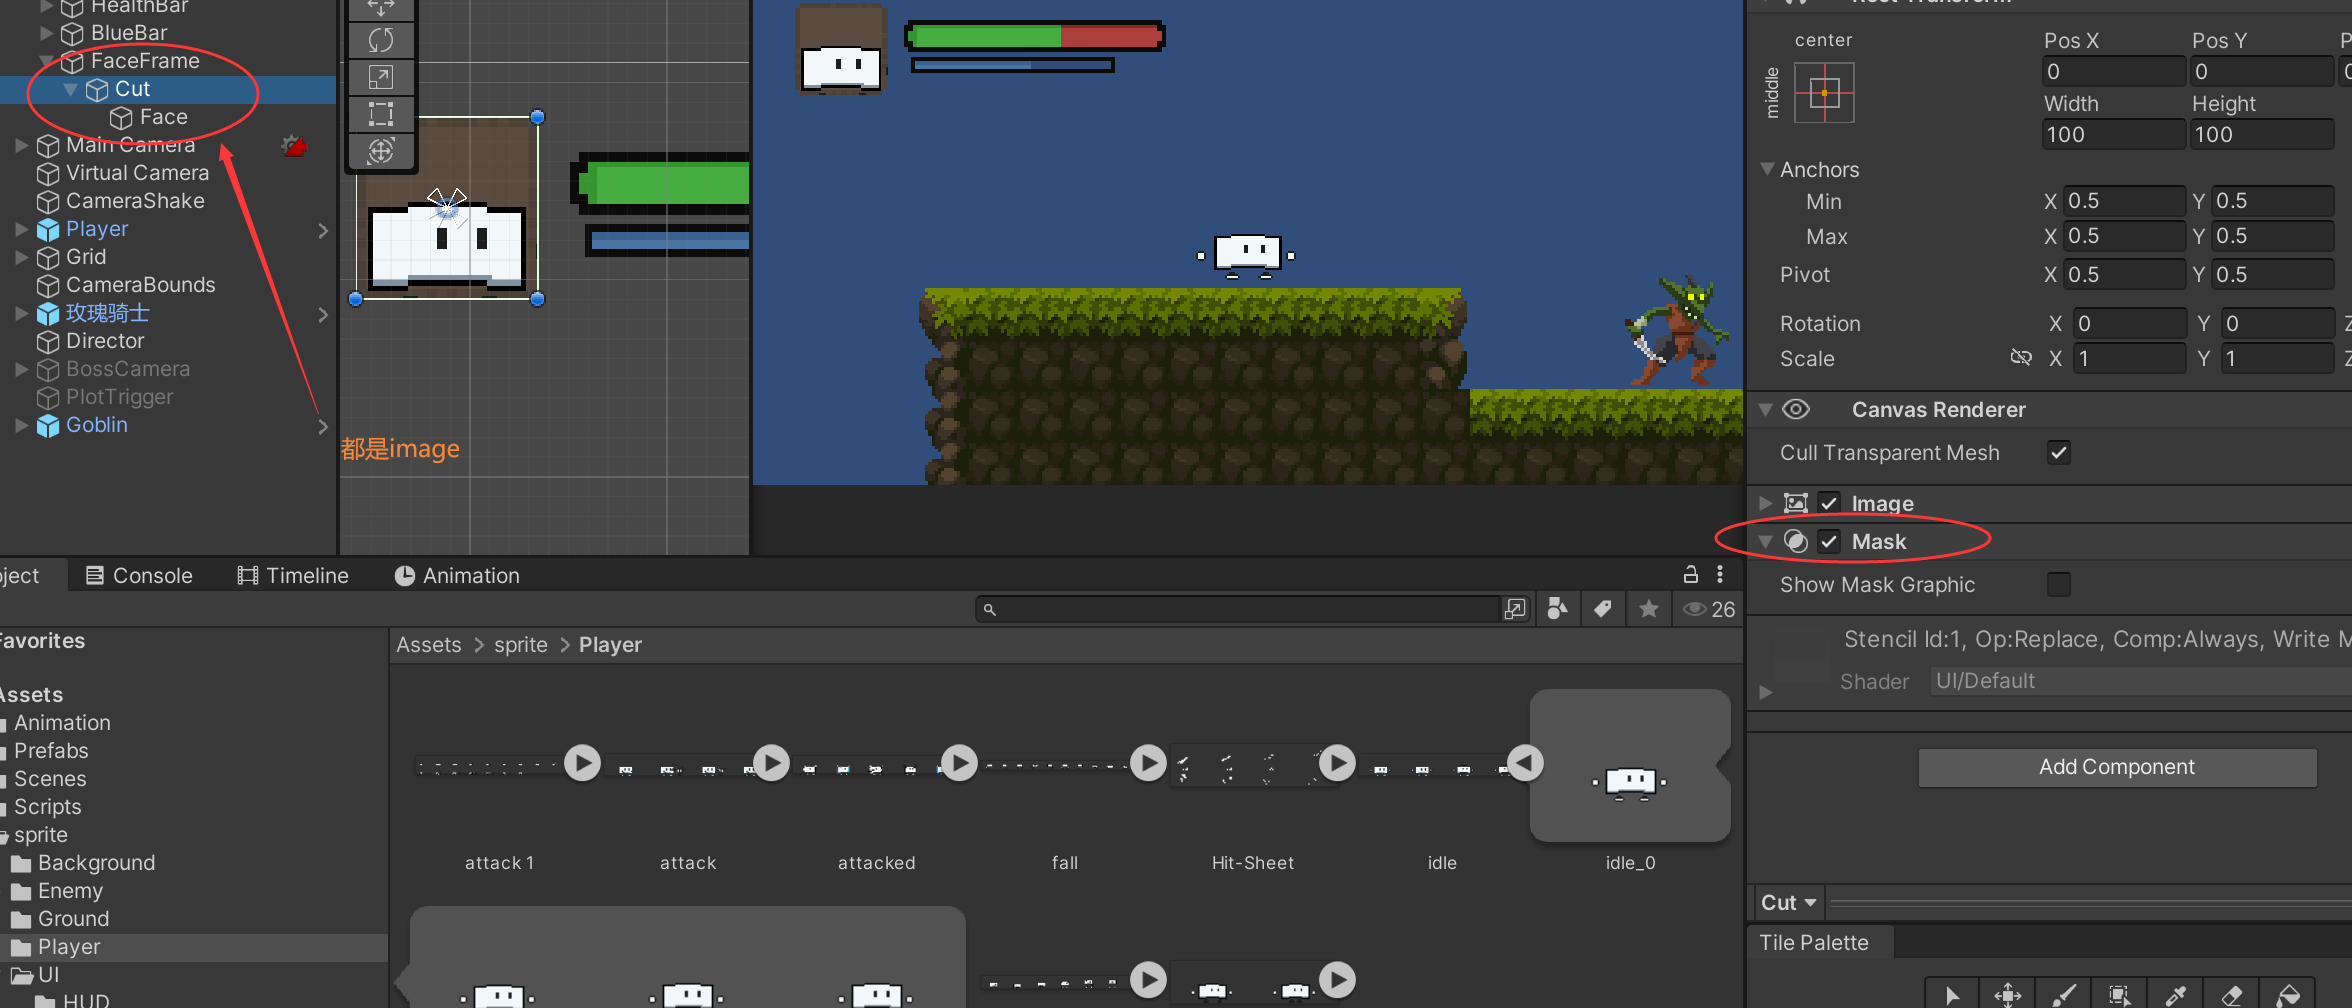 HealthBar
BlueBar
FaceFrame
Cut
Face
Main Camera
Virtual Camera
CameraShake
Player
Grid
CameraBounds
玫瑰骑士
Director
BossCamera
PlotTrigger
Goblin
都是image
center
middle
Pos X
Pos Y
0
0
Width
Height
100
100
Anchors
Min
X 0.5
Y 0.5
Max
X 0.5
Y 0.5
Pivot
X 0.5
Y 0.5
Rotation
X 0
Y 0
Z
Scale
X 1
Y 1
Z
Canvas Renderer
Cull Transparent Mesh
Image
Mask
Show Mask Graphic
Stencil Id:1, Op:Replace, Comp:Always, Write M
Shader
UI/Default
Add Component
Cut
Tile Palette
ject
Console
Timeline
Animation
26
Favorites
Assets > sprite > Player
Assets
Animation
Prefabs
Scenes
Scripts
sprite
Background
Enemy
Ground
Player
UI
HUD
attack 1
attack
attacked
fall
Hit-Sheet
idle
idle_0